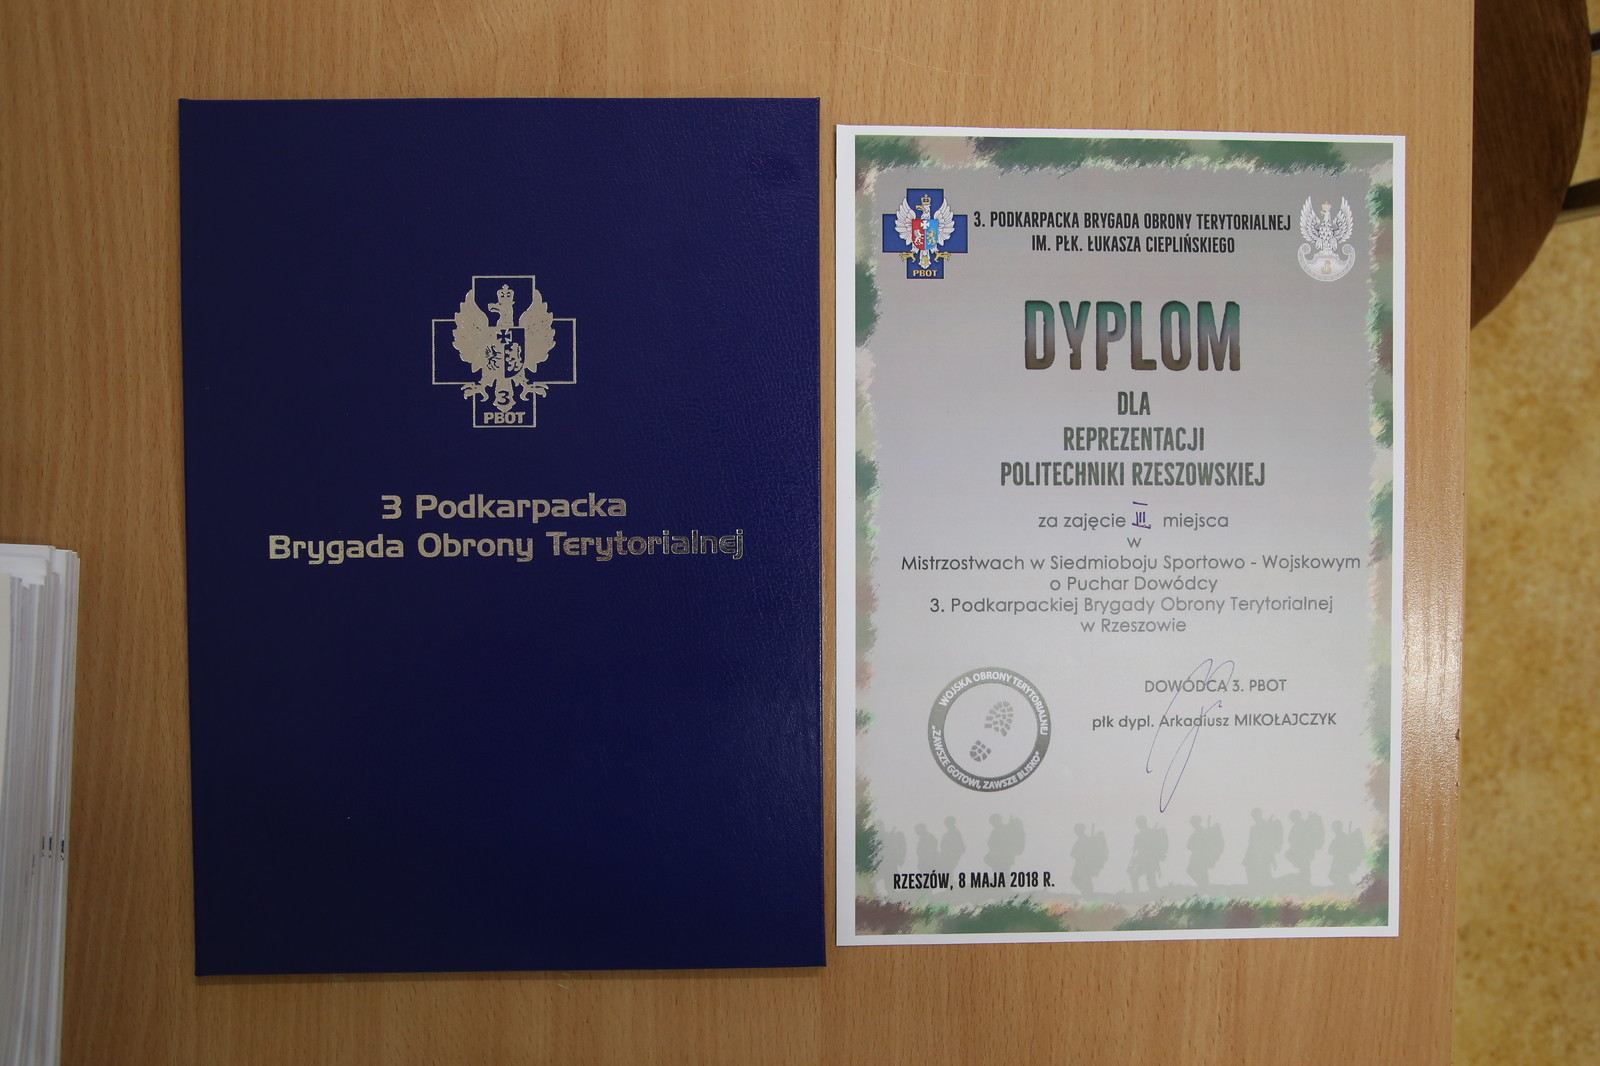 3
PBOT
3 Podkarpacka
Brygada Obrony Terytorialnej
PBOT
3. PODKARPACKA BRYGADA OBRONY TERYTORIALNEJ
IM. PŁK. ŁUKASZA CIEPLIŃSKIEGO
DYPLOM
DLA
REPREZENTACJI
POLITECHNIKI RZESZOWSKIEJ
za zajęcie III miejsca
w
Mistrzostwach w Siedmioboju Sportowo - Wojskowym
o Puchar Dowódcy
3. Podkarpackiej Brygady Obrony Terytorialnej
w Rzeszowie
WOJSKA OBRONY TERYTORIALNEJ
"ZAWSZE GOTOWI, ZAWSZE BLISKO"
DOWÓDCA 3. PBOT
płk dypl. Arkadiusz MIKOŁAJCZYK
RZESZÓW, 8 MAJA 2018 R.